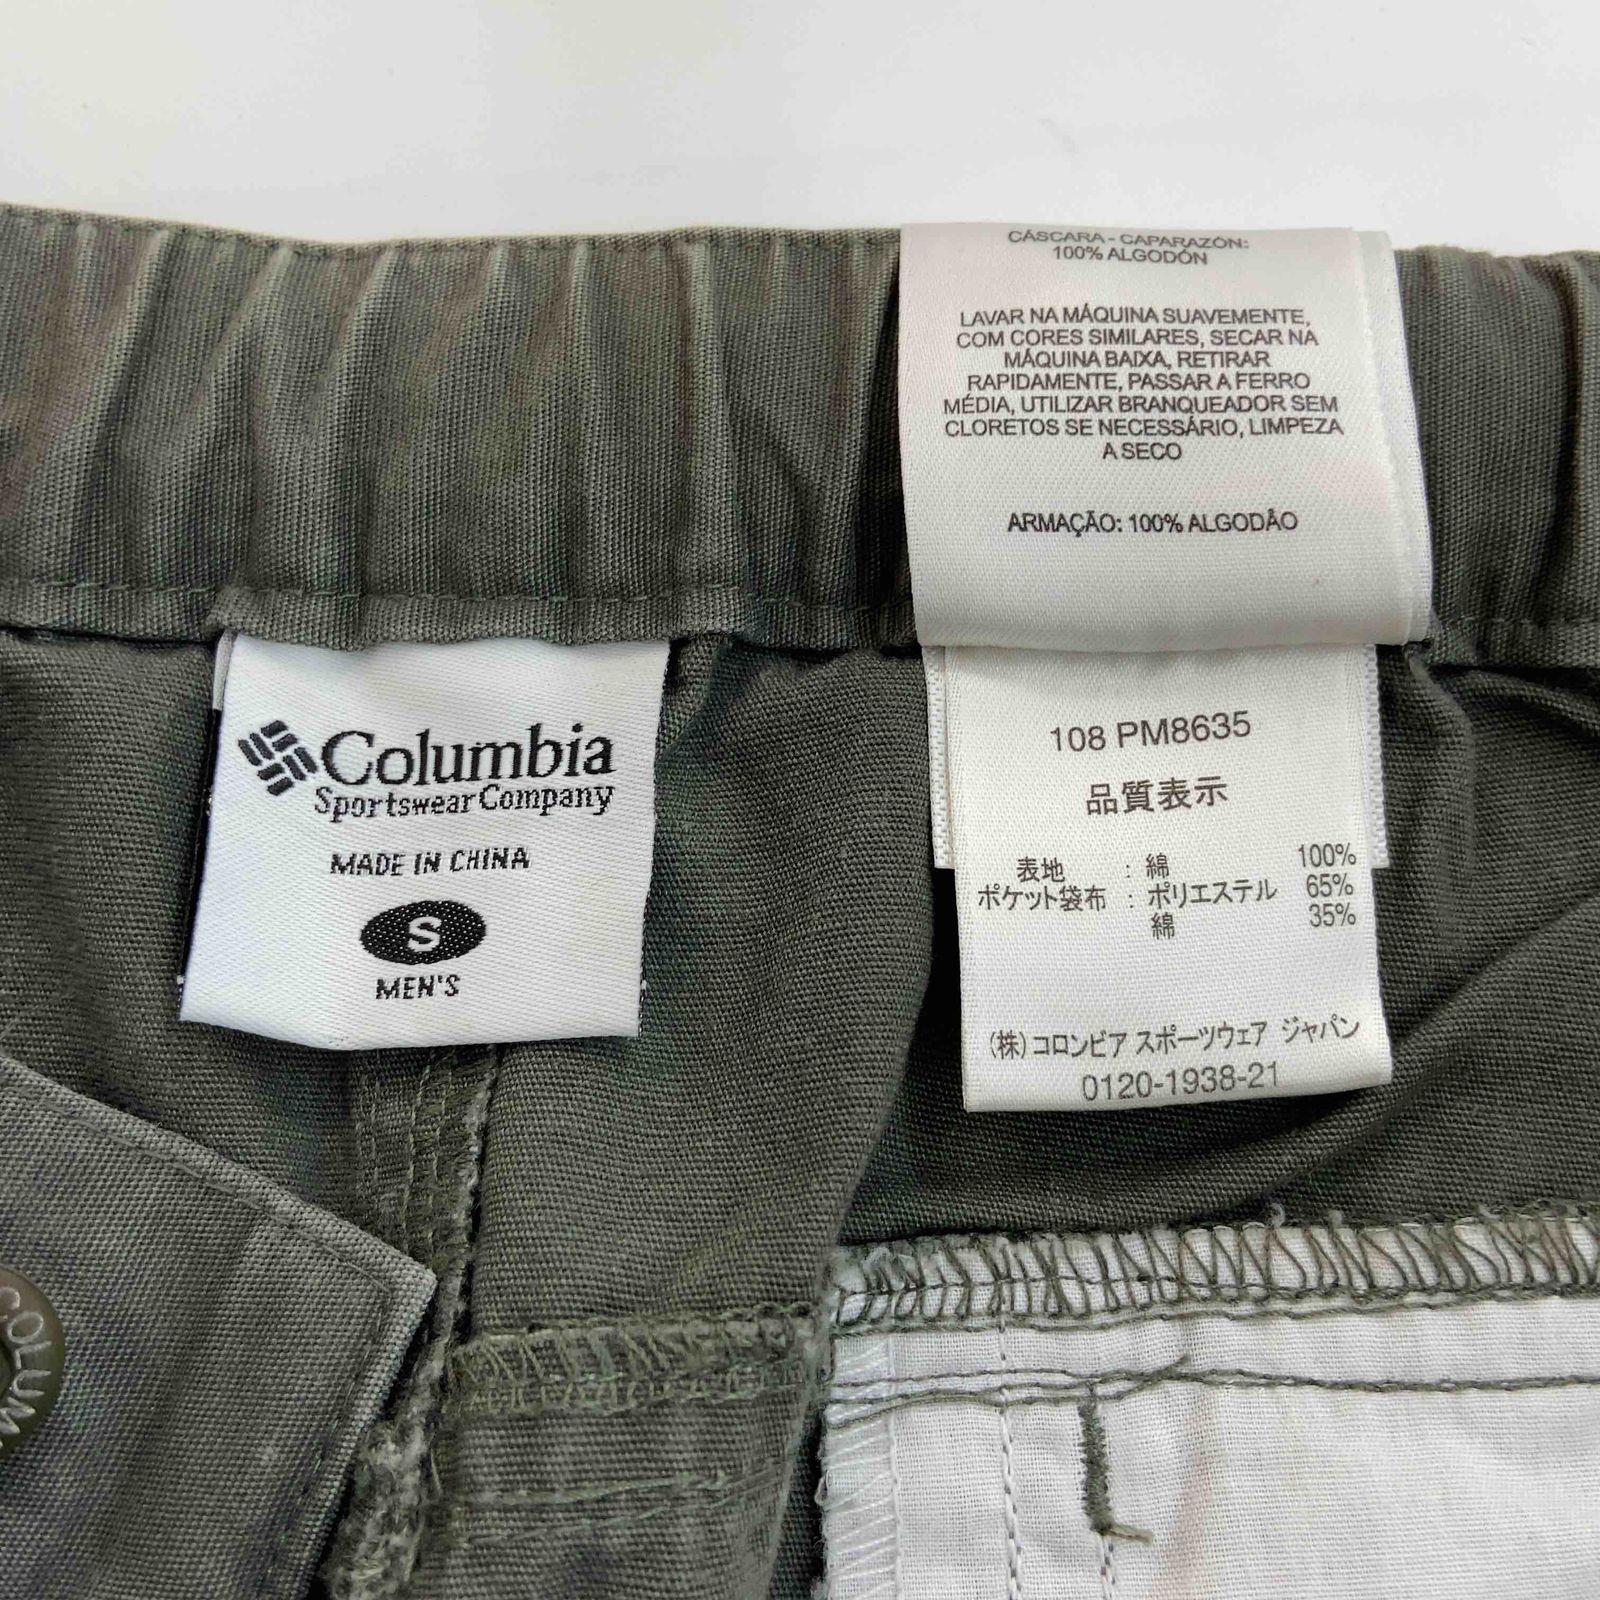 CÁSCARA - CAPARAZÓN:
100% ALGODÓN
LAVAR NA MÁQUINA SUAVEMENTE,
COM CORES SIMILARES, SECAR NA
MÁQUINA BAIXA, RETIRAR
RAPIDAMENTE, PASSAR A FERRO
MÉDIA, UTILIZAR BRANQUEADOR SEM
CLORETOS SE NECESSÁRIO, LIMPEZA
A SECO
ARMAÇÃO: 100% ALGODÂO
Columbia
Sportswear Company
MADE IN CHINA
S
MEN'S
108 PM8635
品質表示
表地 : 綿 100%
ポケット袋布 : ポリエステル 65%
綿 35%
(株)コロンビア スポーツウェア ジャパン
0120-1938-21